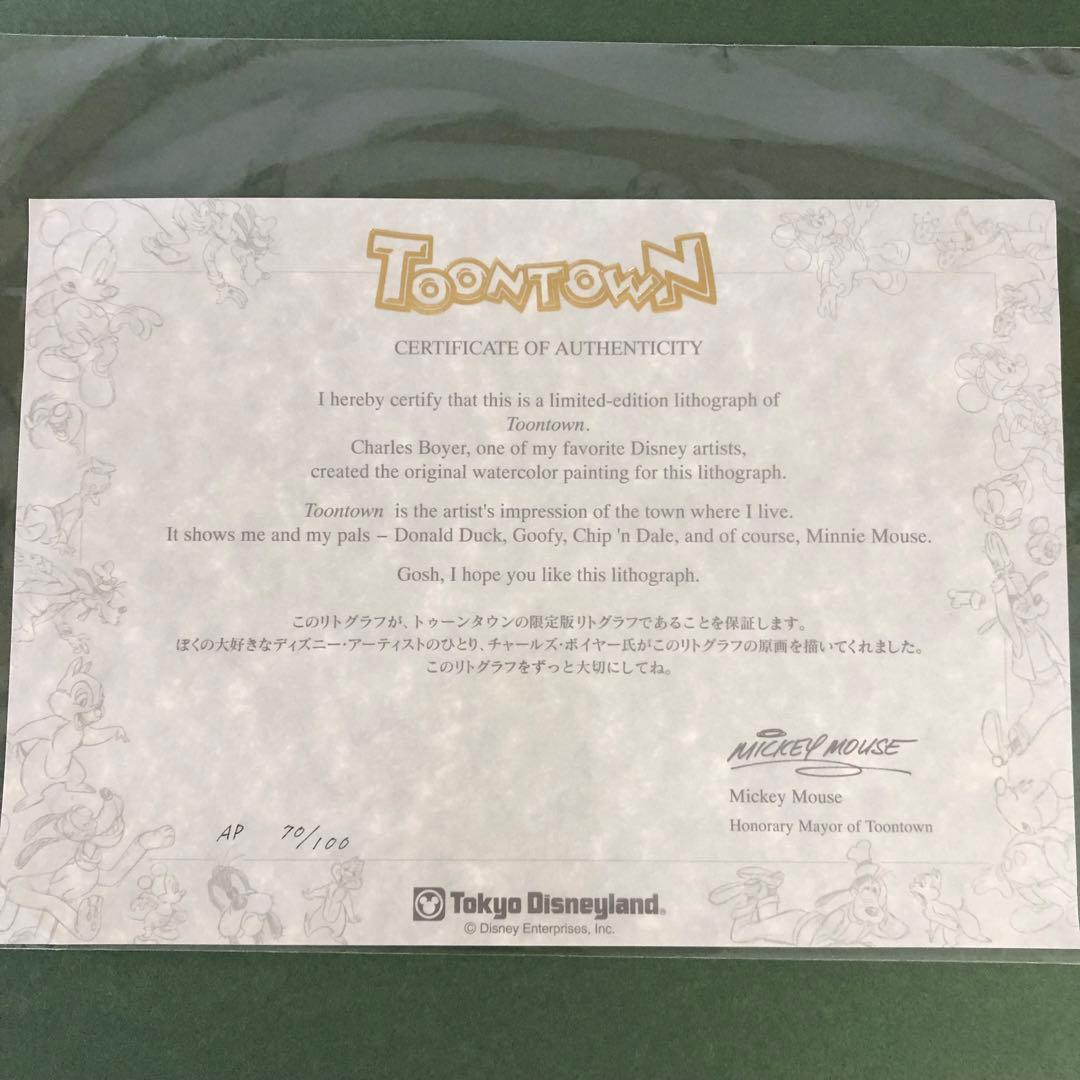 TOONTOWN
CERTIFICATE OF AUTHENTICITY
I hereby certify that this is a limited-edition lithograph of
Toontown.
Charles Boyer, one of my favorite Disney artists,
created the original watercolor painting for this lithograph.
Toontown is the artist's impression of the town where I live.
It shows me and my pals – Donald Duck, Goofy, Chip 'n Dale, and of course, Minnie Mouse.
Gosh, I hope you like this lithograph.
このリトグラフが、トゥーンタウンの限定版リトグラフであることを保証します。
ぼくの大好きなディズニー・アーティストのひとり、チャールズ・ボイヤー氏がこのリトグラフの原画を描いてくれました。
このリトグラフをずっと大切にしてね。
MICKEY MOUSE
Mickey Mouse
Honorary Mayor of Toontown
AP 70/100
Tokyo Disneyland®
© Disney Enterprises, Inc.